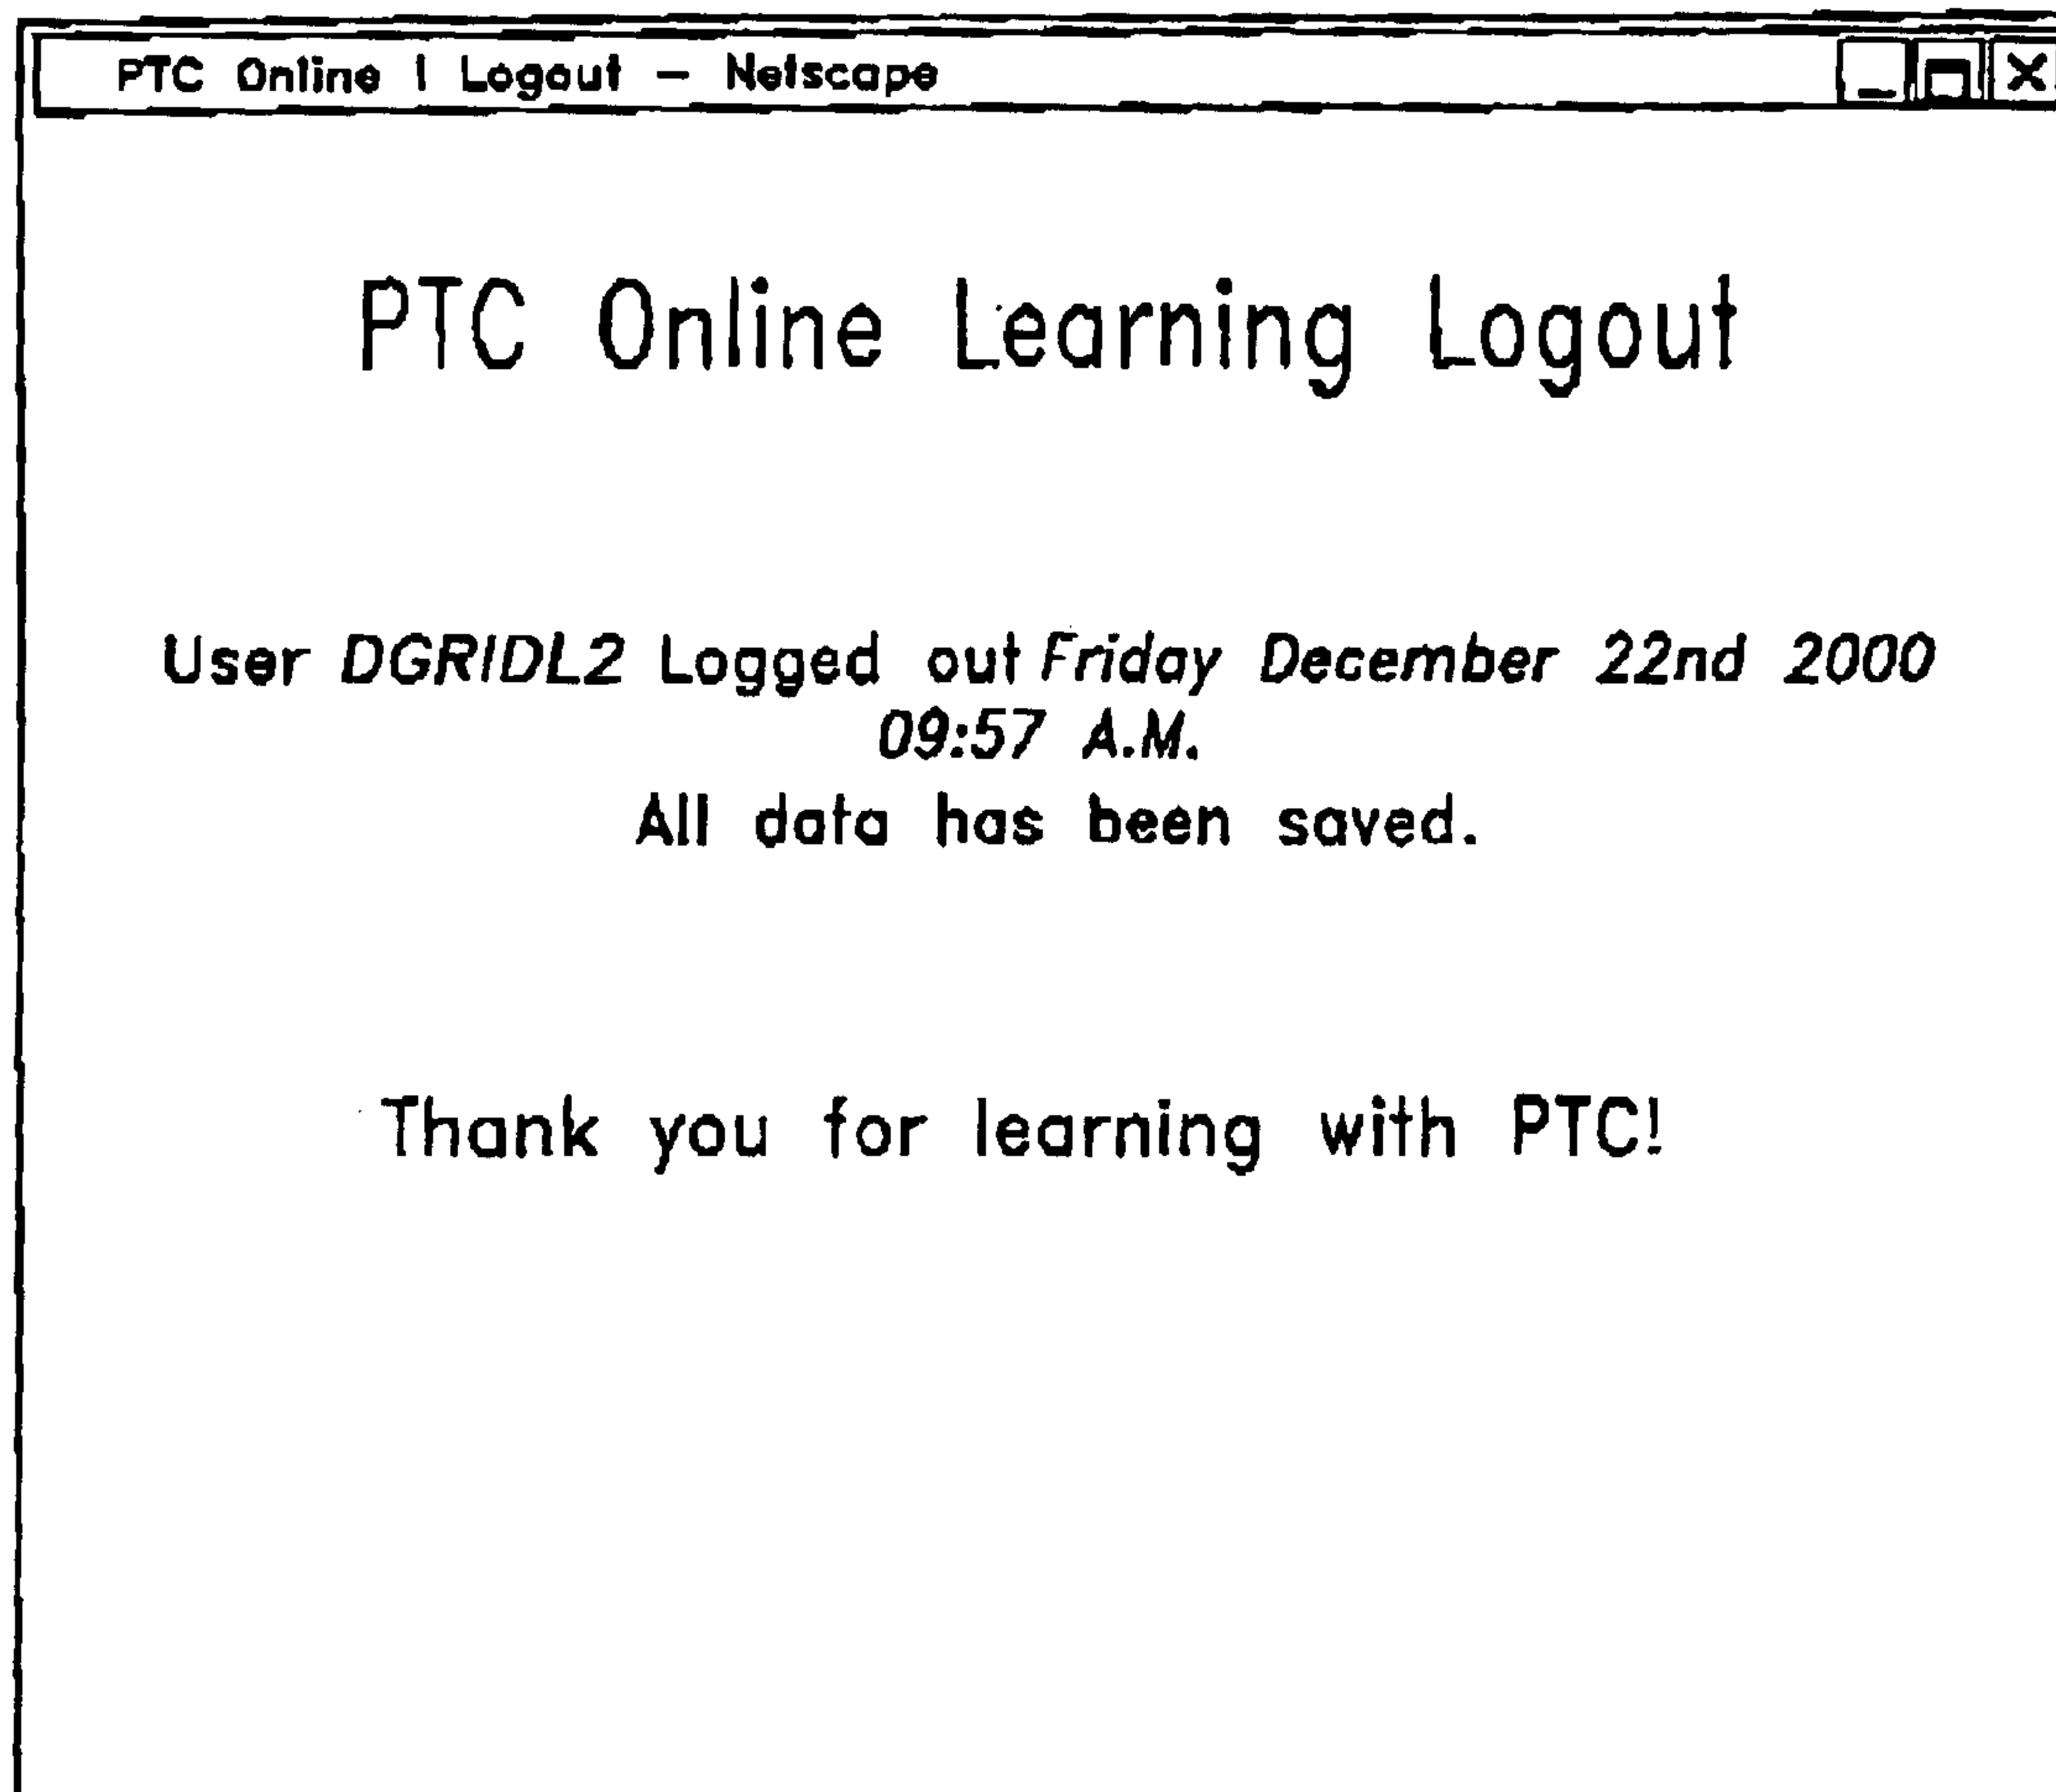 PTC Online | Logout - Netscape
PTC Online Learning Logout
User DGRIDL2 Logged out Friday December 22nd 2000
09:57 A.M.
All data has been saved.
Thank you for learning with PTC!